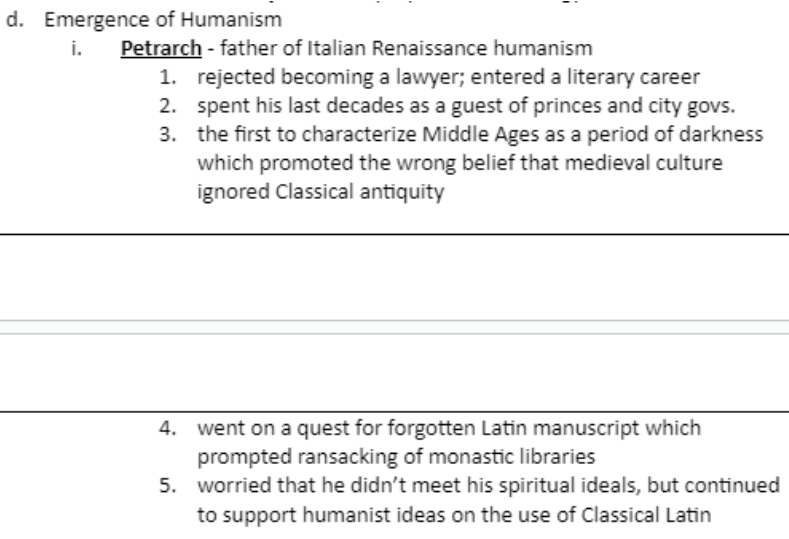 d. Emergence of Humanism
i. Petrarch - father of Italian Renaissance humanism
1. rejected becoming a lawyer; entered a literary career
2. spent his last decades as a guest of princes and city govs.
3. the first to characterize Middle Ages as a period of darkness
which promoted the wrong belief that medieval culture
ignored Classical antiquity
4. went on a quest for forgotten Latin manuscript which
prompted ransacking of monastic libraries
5. worried that he didn't meet his spiritual ideals, but continued
to support humanist ideas on the use of Classical Latin